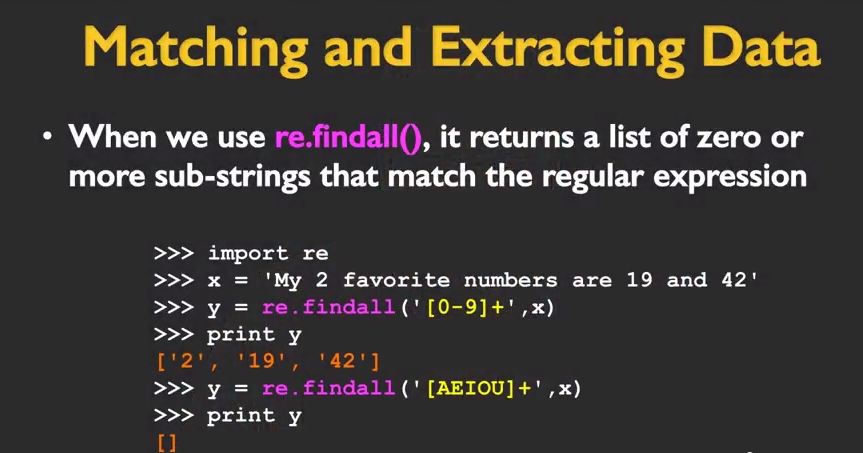 Matching and Extracting Data
• When we use re.findall(), it returns a list of zero or
more sub-strings that match the regular expression
>>> import re
>>> x = 'My 2 favorite numbers are 19 and 42'
>>> y = re.findall('[0-9]+',x)
>>> print y
['2', '19', '42']
>>> y = re.findall('[AEIOU]+',x)
>>> print y
[]